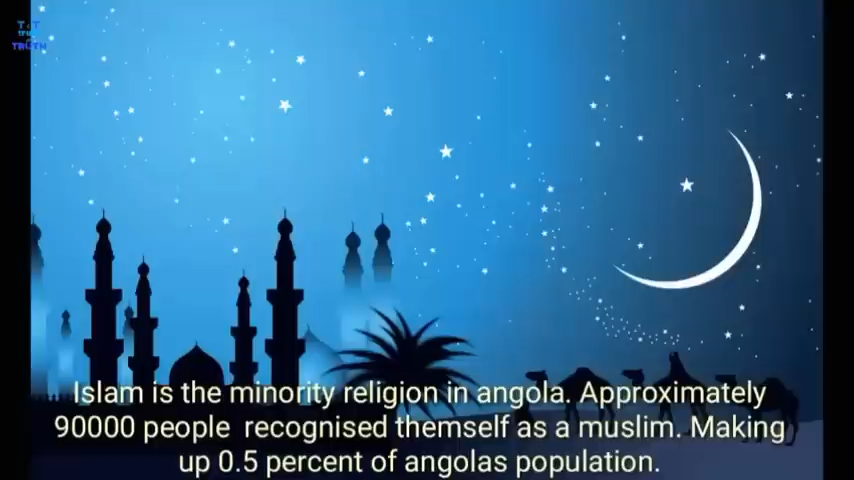 T T
TRUTH
Islam is the minority religion in angola. Approximately
90000 people  recognised themself as a muslim. Making
up 0.5 percent of angolas population.